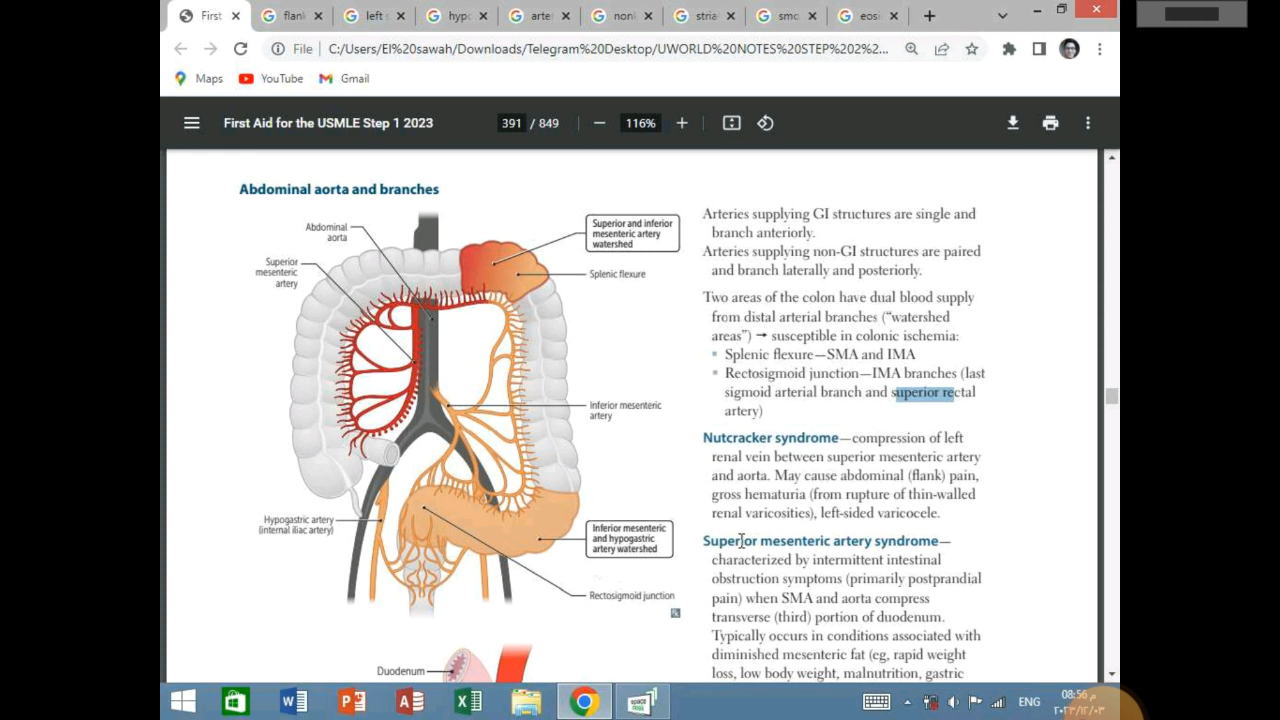 First
flank
left s
hypo
arte
non
stria
smo
eos
File
C:/Users/El%20sawah/Downloads/Telegram%20Desktop/UWORLD%20NOTES%20STEP%202%2...
Maps
YouTube
Gmail
First Aid for the USMLE Step 1 2023
391 / 849
116%
Abdominal aorta and branches
Abdominal
aorta
Superior
mesenteric
artery
Superior and inferior
mesenteric artery
watershed
Splenic flexure
Inferior mesenteric
artery
Hypogastric artery
(internal iliac artery)
Inferior mesenteric
and hypogastric
artery watershed
Rectosigmoid junction
Duodenum
Arteries supplying GI structures are single and
branch anteriorly.
Arteries supplying non-GI structures are paired
and branch laterally and posteriorly.
Two areas of the colon have dual blood supply
from distal arterial branches (“watershed
areas”) → susceptible in colonic ischemia:
▪ Splenic flexure—SMA and IMA
▪ Rectosigmoid junction—IMA branches (last
sigmoid arterial branch and superior rectal
artery)
Nutcracker syndrome—compression of left
renal vein between superior mesenteric artery
and aorta. May cause abdominal (flank) pain,
gross hematuria (from rupture of thin-walled
renal varicosities), left-sided varicocele.
Superior mesenteric artery syndrome—
characterized by intermittent intestinal
obstruction symptoms (primarily postprandial
pain) when SMA and aorta compress
transverse (third) portion of duodenum.
Typically occurs in conditions associated with
diminished mesenteric fat (eg, rapid weight
loss, low body weight, malnutrition, gastric
ENG
08:56 م
٢٠٢٣/١٢/٠٣